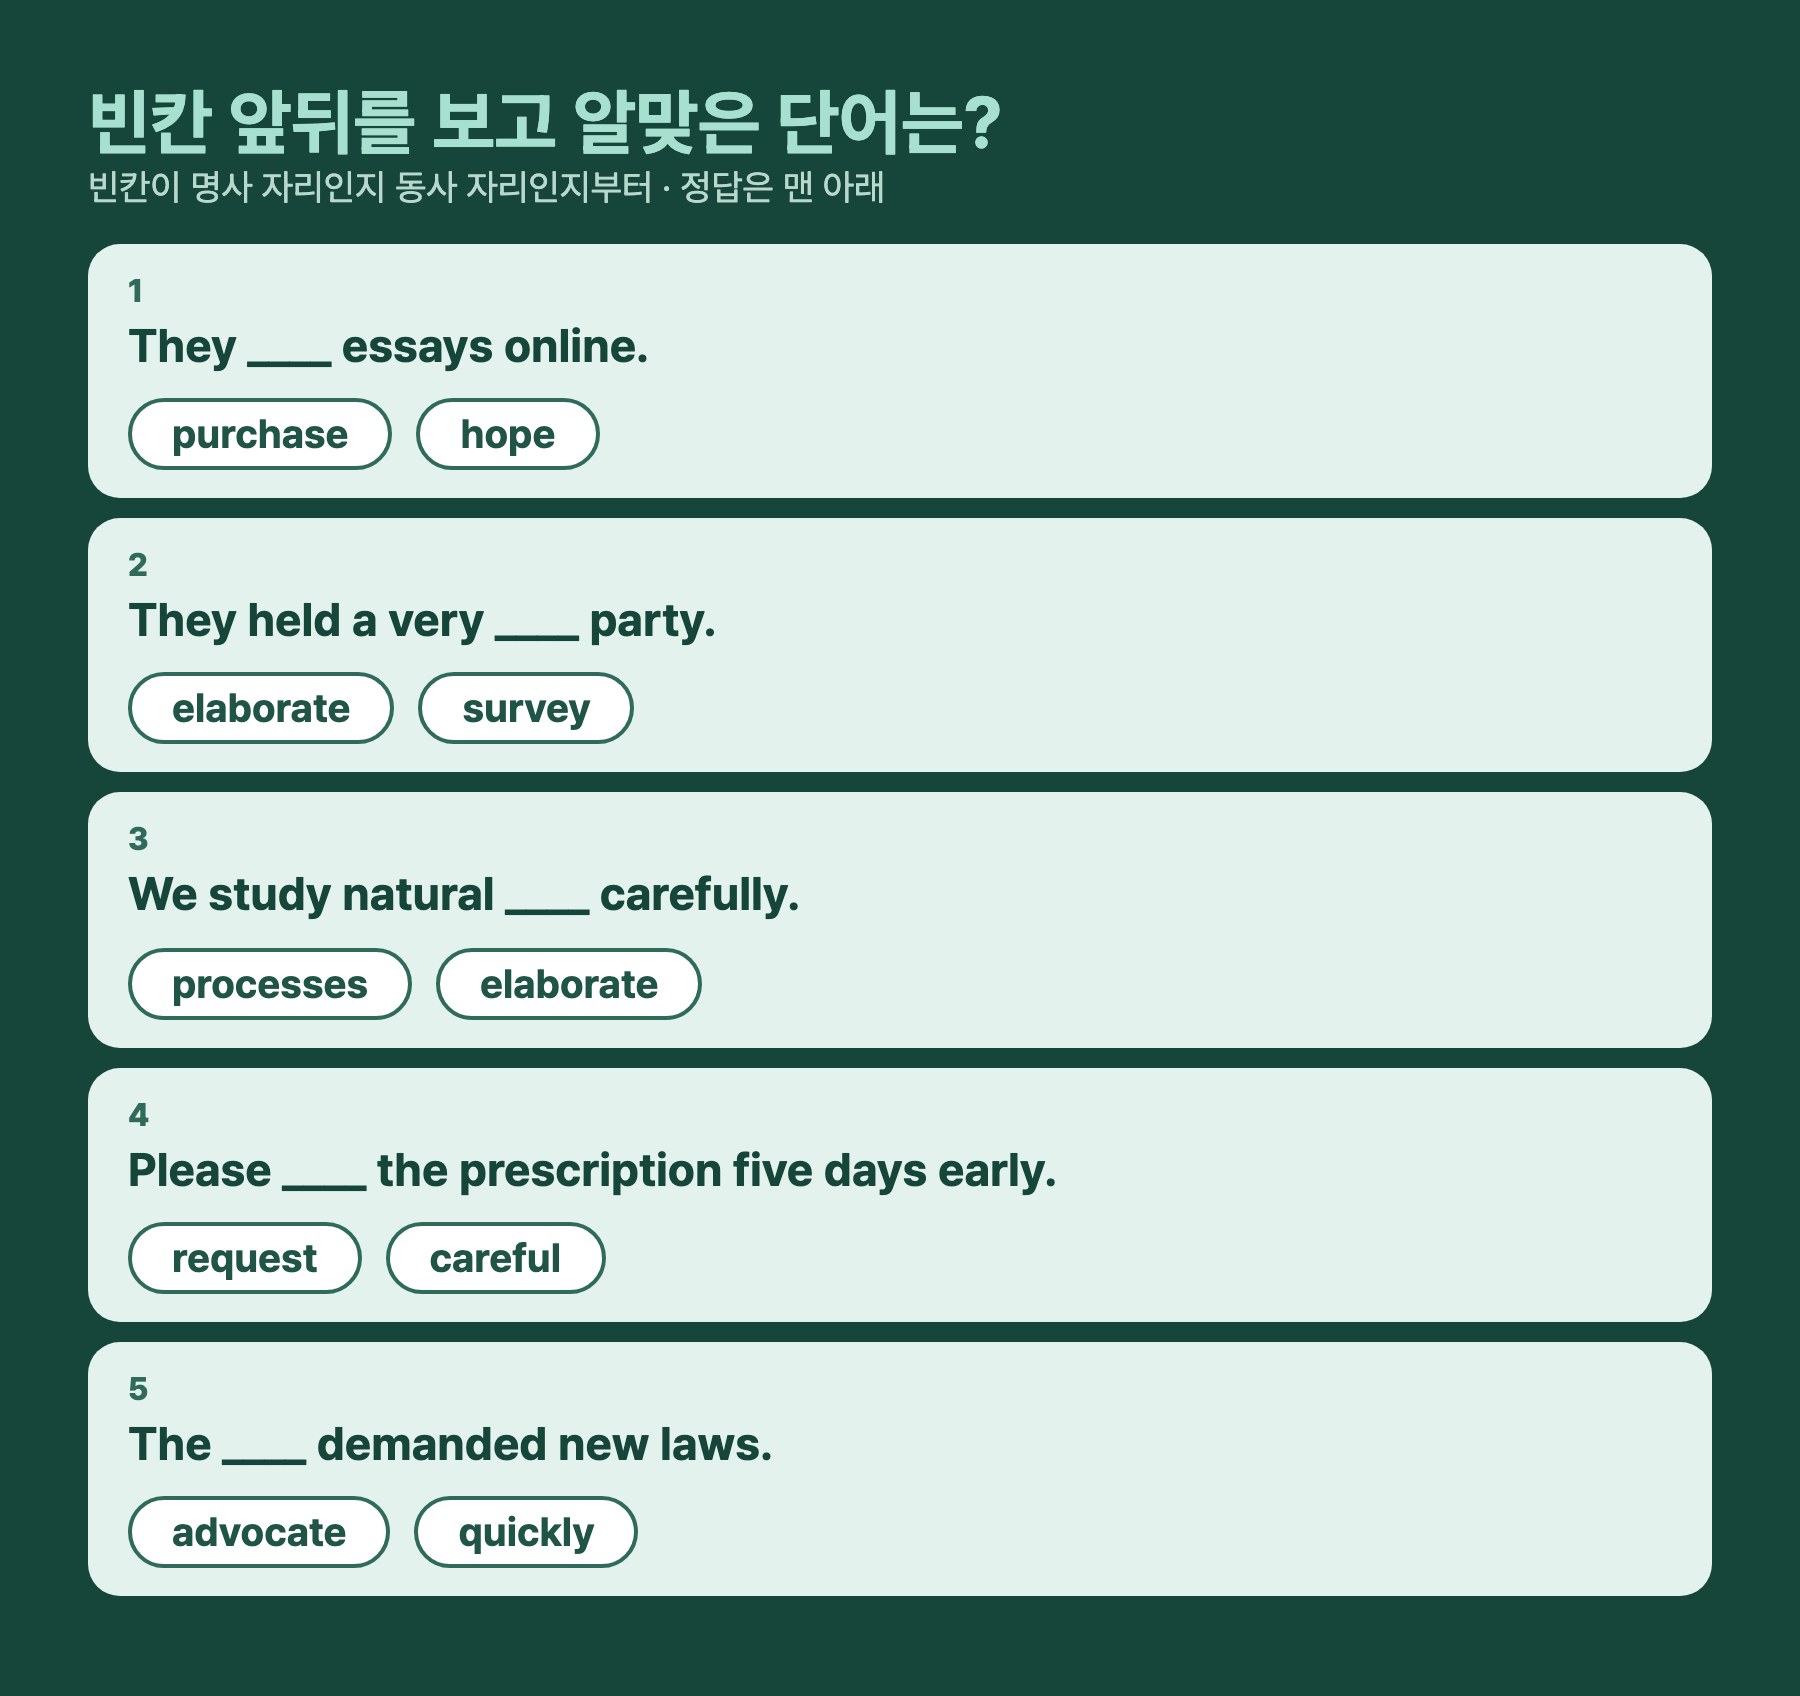 빈칸 앞뒤를 보고 알맞은 단어는?
빈칸이 명사 자리인지 동사 자리인지부터 · 정답은 맨 아래
1
They ____ essays online.
purchase hope
2
They held a very ____ party.
elaborate survey
3
We study natural ____ carefully.
processes elaborate
4
Please ____ the prescription five days early.
request careful
5
The ____ demanded new laws.
advocate quickly